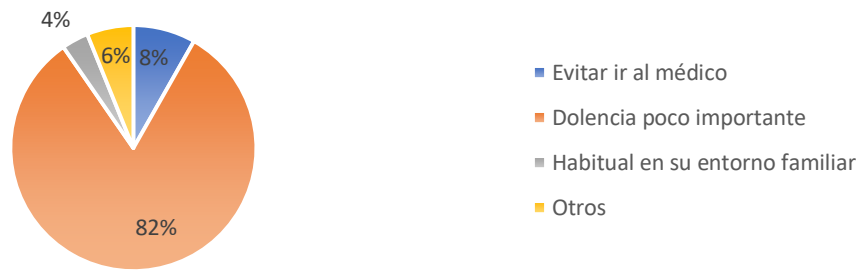 4%
6%
8%
82%
Evitar ir al médico
Dolencia poco importante
Habitual en su entorno familiar
Otros